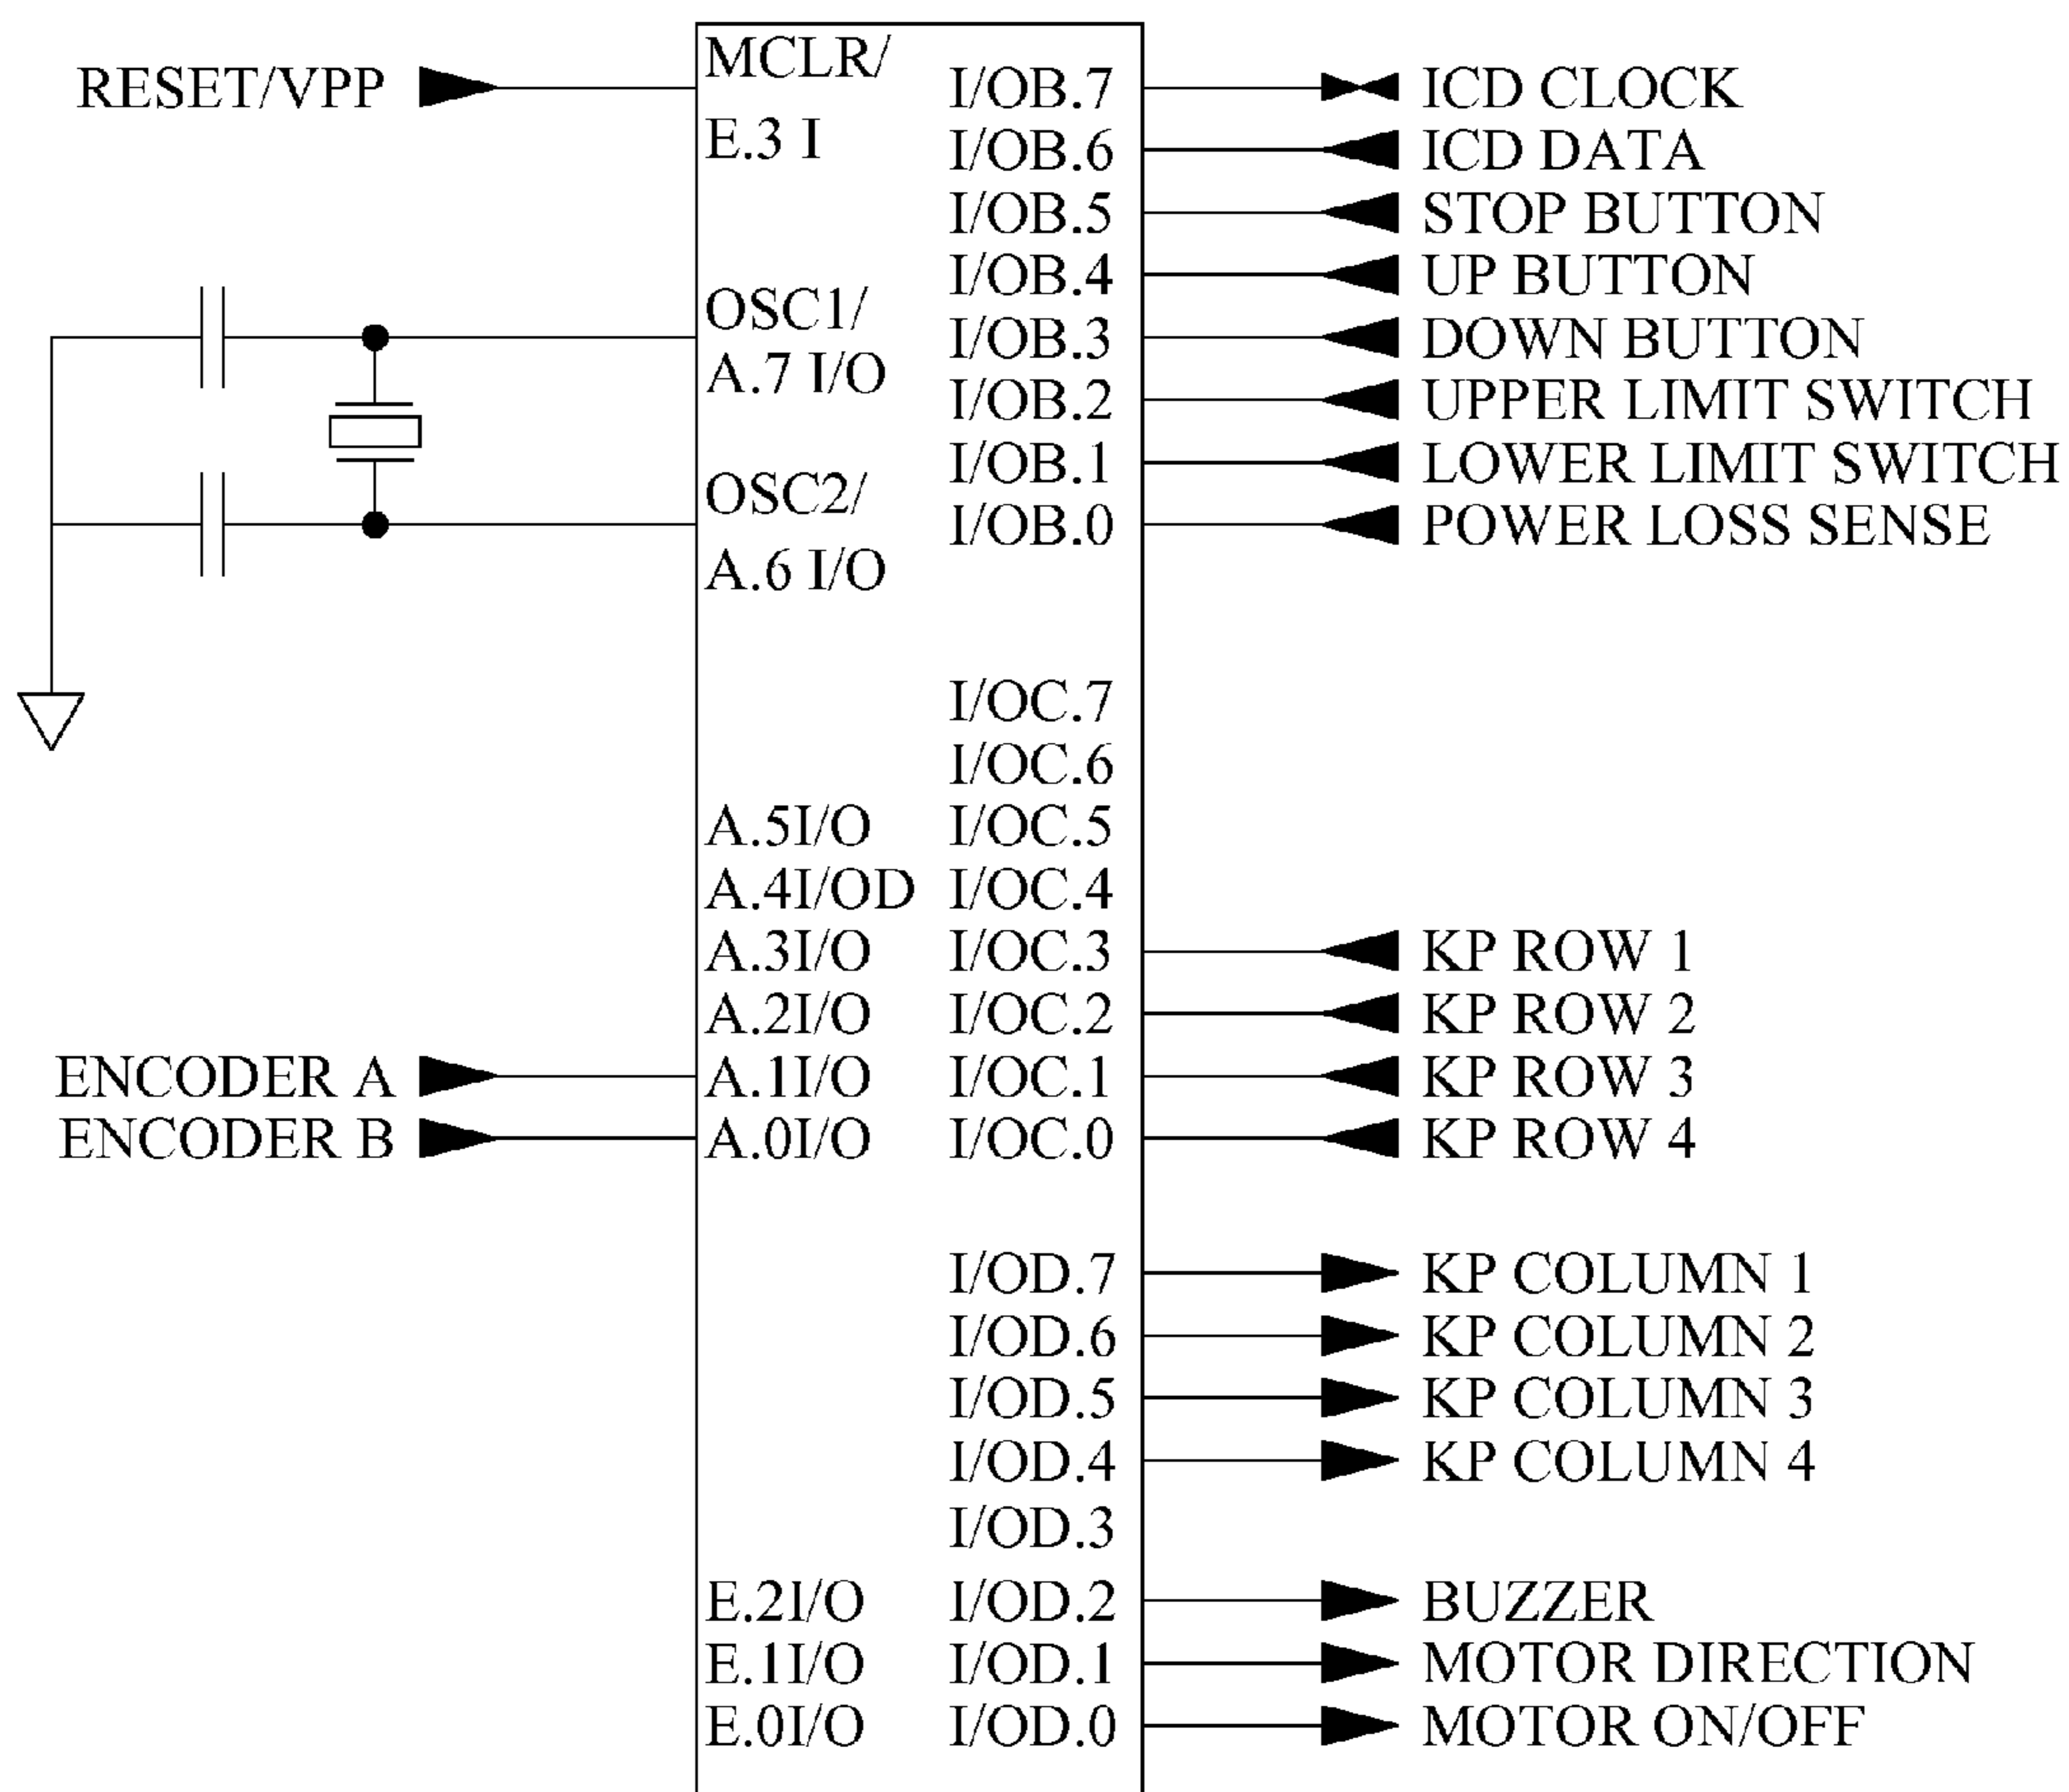 MCLR/
RESET/VPP I/OB.7 ICD CLOCK
E.3 I I/OB.6 ICD DATA
I/OB.5 STOP BUTTON
I/OB.4 UP BUTTON
OSC1/
I/OB.3 DOWN BUTTON
A.7 I/O
I/OB.2 UPPER LIMIT SWITCH
I/OB.1 LOWER LIMIT SWITCH
OSC2/
I/OB.0 POWER LOSS SENSE
A.6 I/O
I/OC.7
I/OC.6
A.5I/O I/OC.5
A.4I/OD I/OC.4
A.3I/O I/OC.3 KP ROW 1
A.2I/O I/OC.2 KP ROW 2
ENCODER A A.1I/O I/OC.1 KP ROW 3
ENCODER B A.0I/O I/OC.0 KP ROW 4
I/OD.7 KP COLUMN 1
I/OD.6 KP COLUMN 2
I/OD.5 KP COLUMN 3
I/OD.4 KP COLUMN 4
I/OD.3
E.2I/O I/OD.2 BUZZER
E.1I/O I/OD.1 MOTOR DIRECTION
E.0I/O I/OD.0 MOTOR ON/OFF